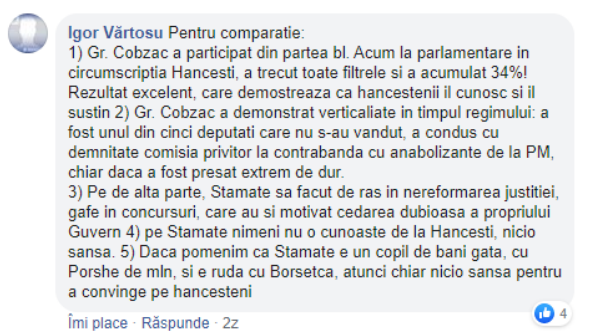 Igor Vărtosu Pentru comparatie:
1) Gr. Cobzac a participat din partea bl. Acum la parlamentare in
circumscriptia Hancesti, a trecut toate filtrele si a acumulat 34%!
Rezultat excelent, care demostreaza ca hancestenii il cunosc si il
sustin 2) Gr. Cobzac a demonstrat verticaliate in timpul regimului: a
fost unul din cinci deputati care nu s-au vandut, a condus cu
demnitate comisia privitor la contrabanda cu anabolizante de la PM,
chiar daca a fost presat extrem de dur.
3) Pe de alta parte, Stamate sa facut de ras in nereformarea justitiei,
gafe in concursuri, care au si motivat cedarea dubioasa a propriului
Guvern 4) pe Stamate nimeni nu o cunoaste de la Hancesti, nicio
sansa. 5) Daca pomenim ca Stamate e un copil de bani gata, cu
Porshe de mln, si e ruda cu Borsetca, atunci chiar nicio sansa pentru
a convinge pe hancesteni
4
Îmi place · Răspunde · 2z